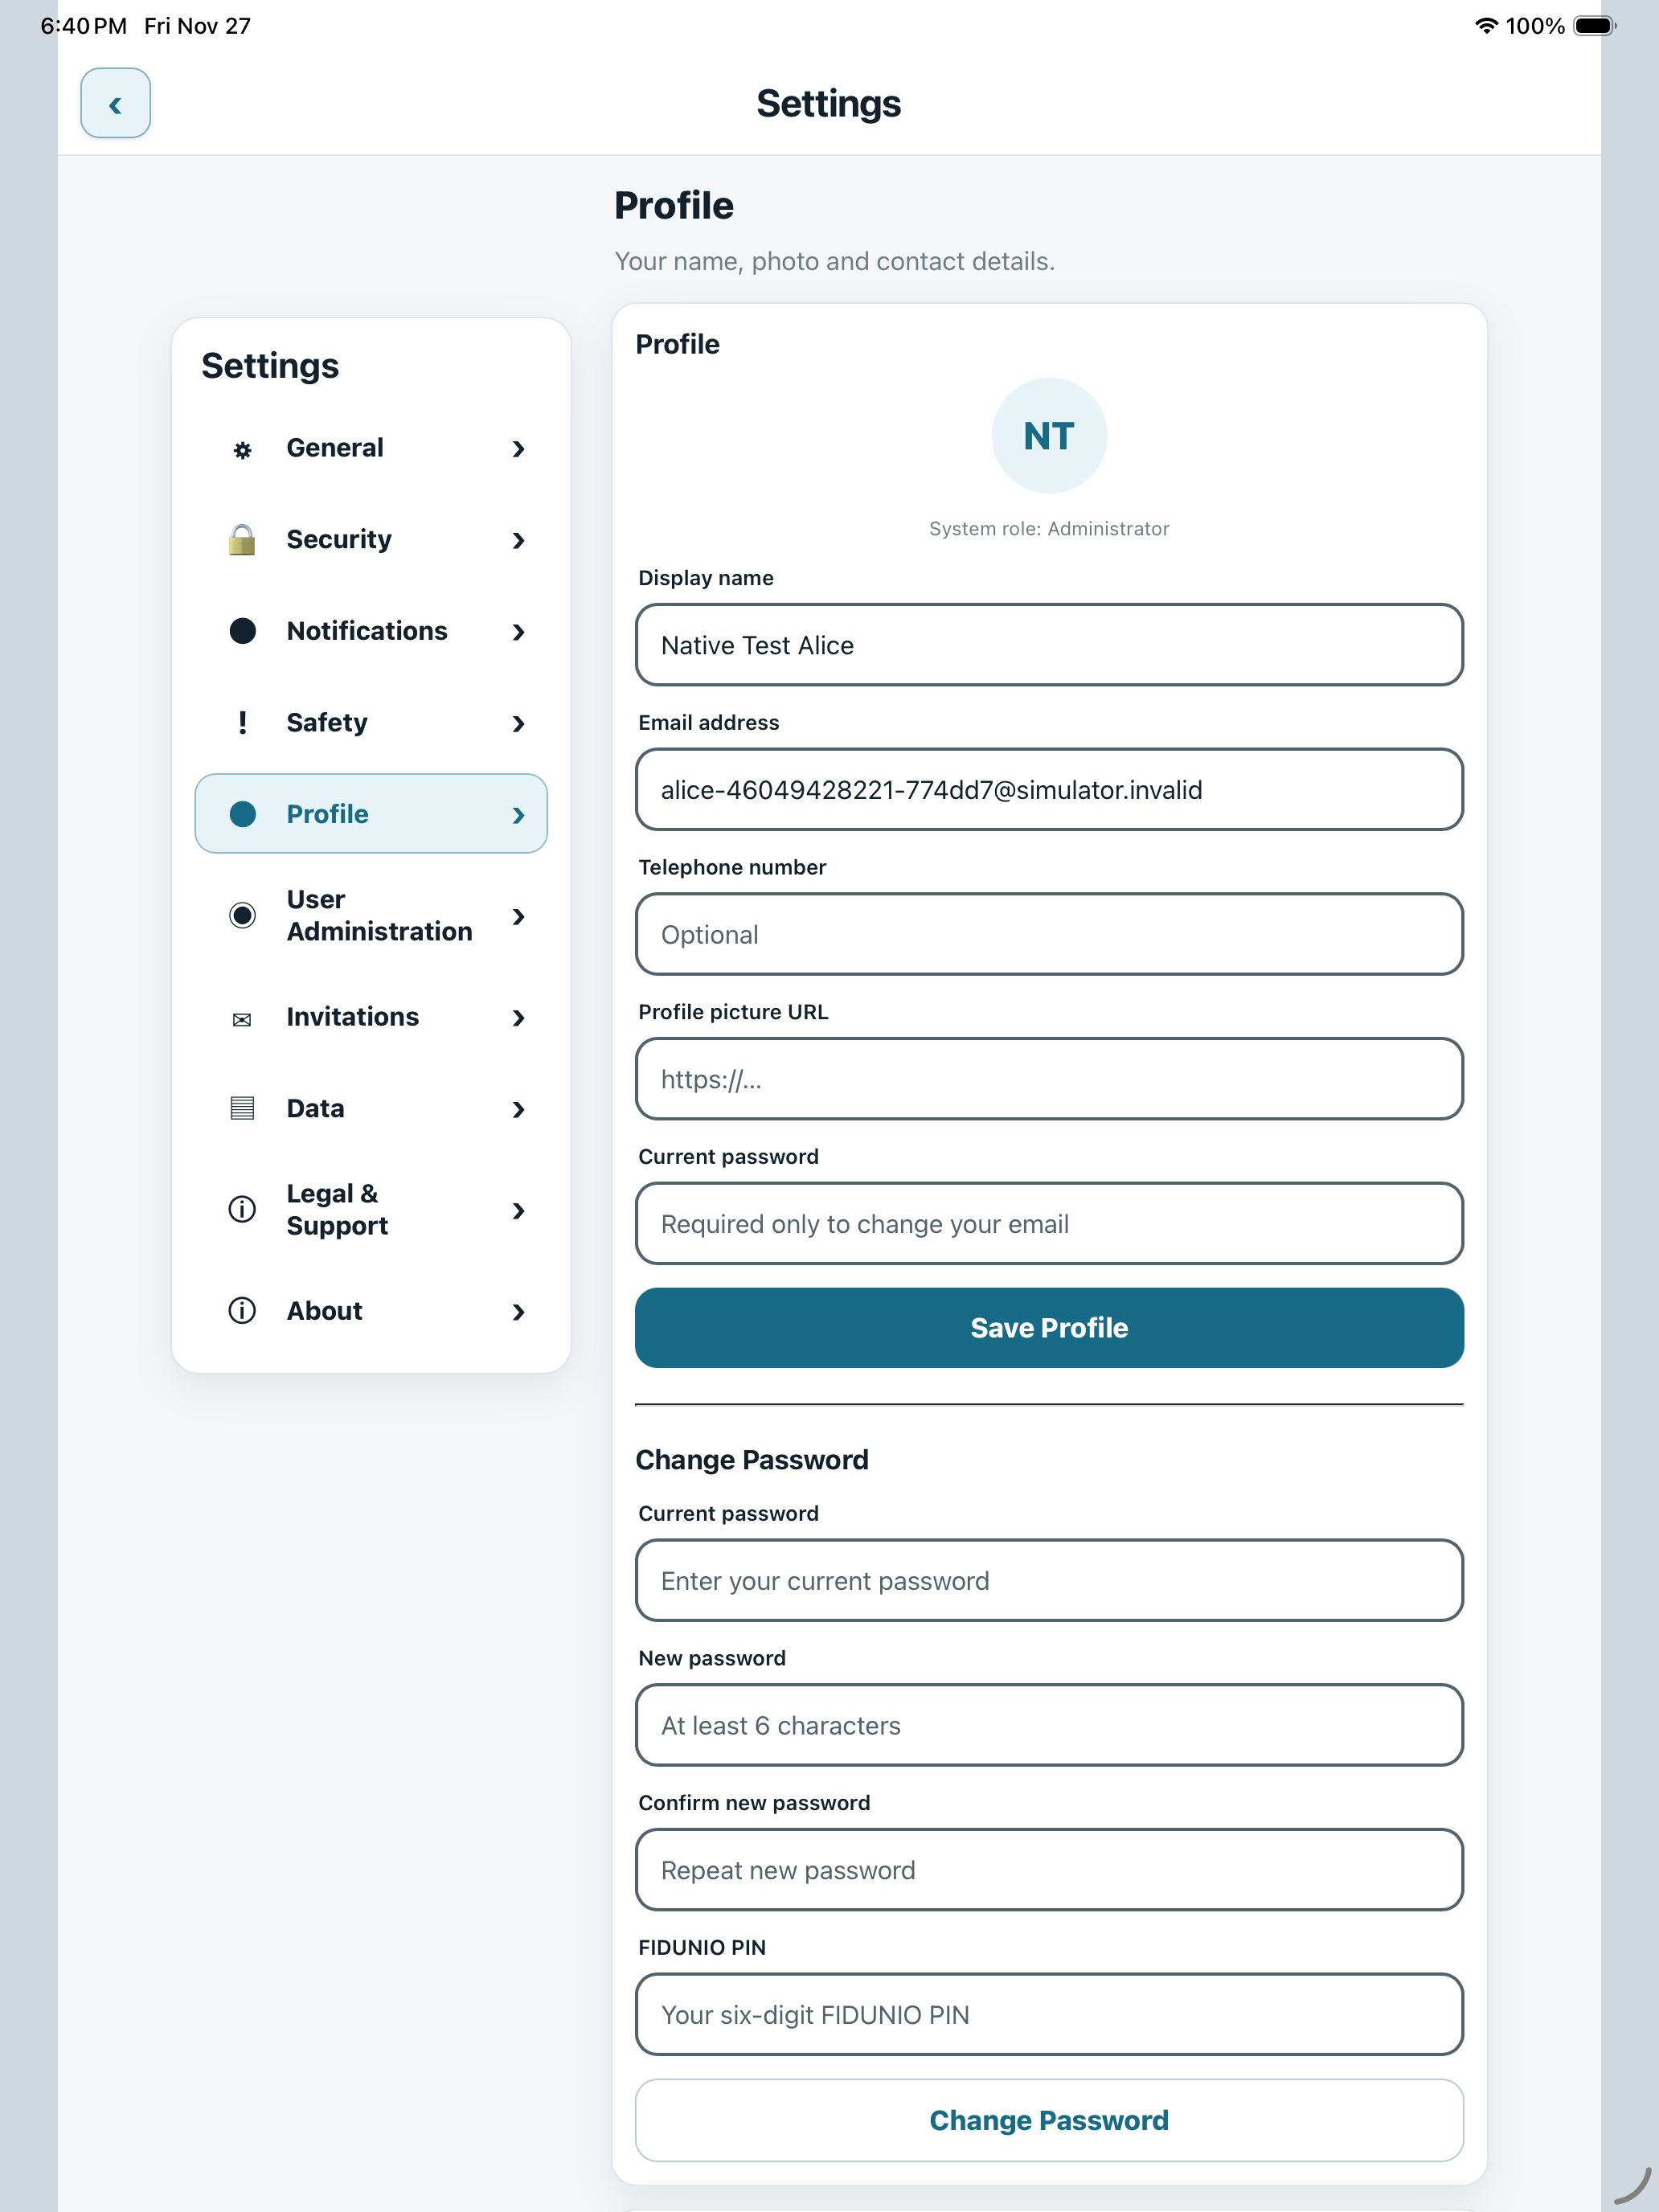 6:40 PM Fri Nov 27
100%
Settings
Profile
Your name, photo and contact details.
Settings
General
Security
Notifications
Safety
Profile
User
Administration
Invitations
Data
Legal &
Support
About
Profile
NT
System role: Administrator
Display name
Native Test Alice
Email address
alice-46049428221-774dd7@simulator.invalid
Telephone number
Optional
Profile picture URL
https://...
Current password
Required only to change your email
Save Profile
Change Password
Current password
Enter your current password
New password
At least 6 characters
Confirm new password
Repeat new password
FIDUNIO PIN
Your six-digit FIDUNIO PIN
Change Password